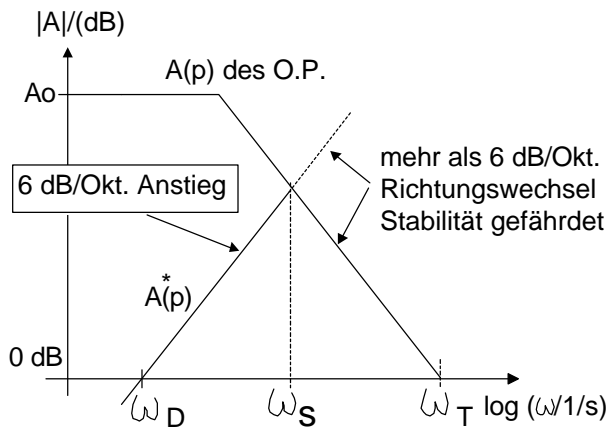 |A|/(dB)
A(p) des O.P.
Ao
mehr als 6 dB/Okt.
Richtungswechsel
Stabilität gefährdet
6 dB/Okt. Anstieg
A*(p)
0 dB
ωD
ωS
ωT
log (ω/1/s)